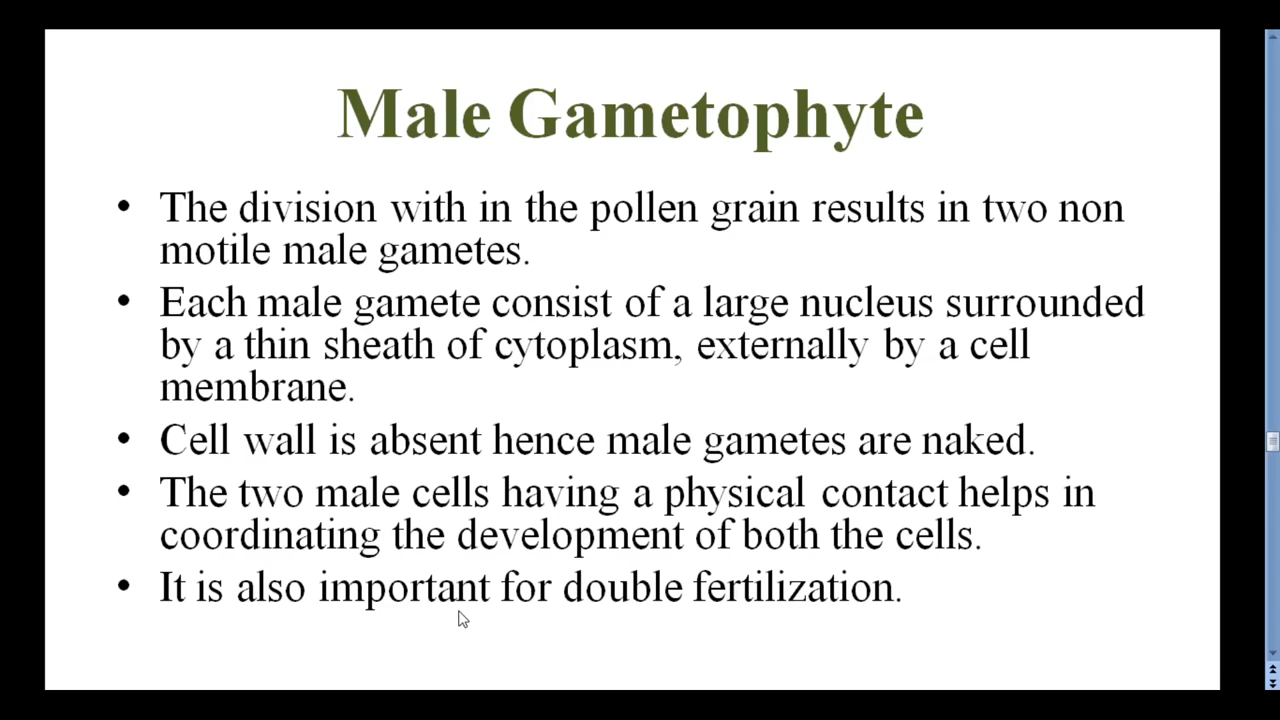 Male Gametophyte
• The division with in the pollen grain results in two non
motile male gametes.
• Each male gamete consist of a large nucleus surrounded
by a thin sheath of cytoplasm, externally by a cell
membrane.
• Cell wall is absent hence male gametes are naked.
• The two male cells having a physical contact helps in
coordinating the development of both the cells.
• It is also important for double fertilization.